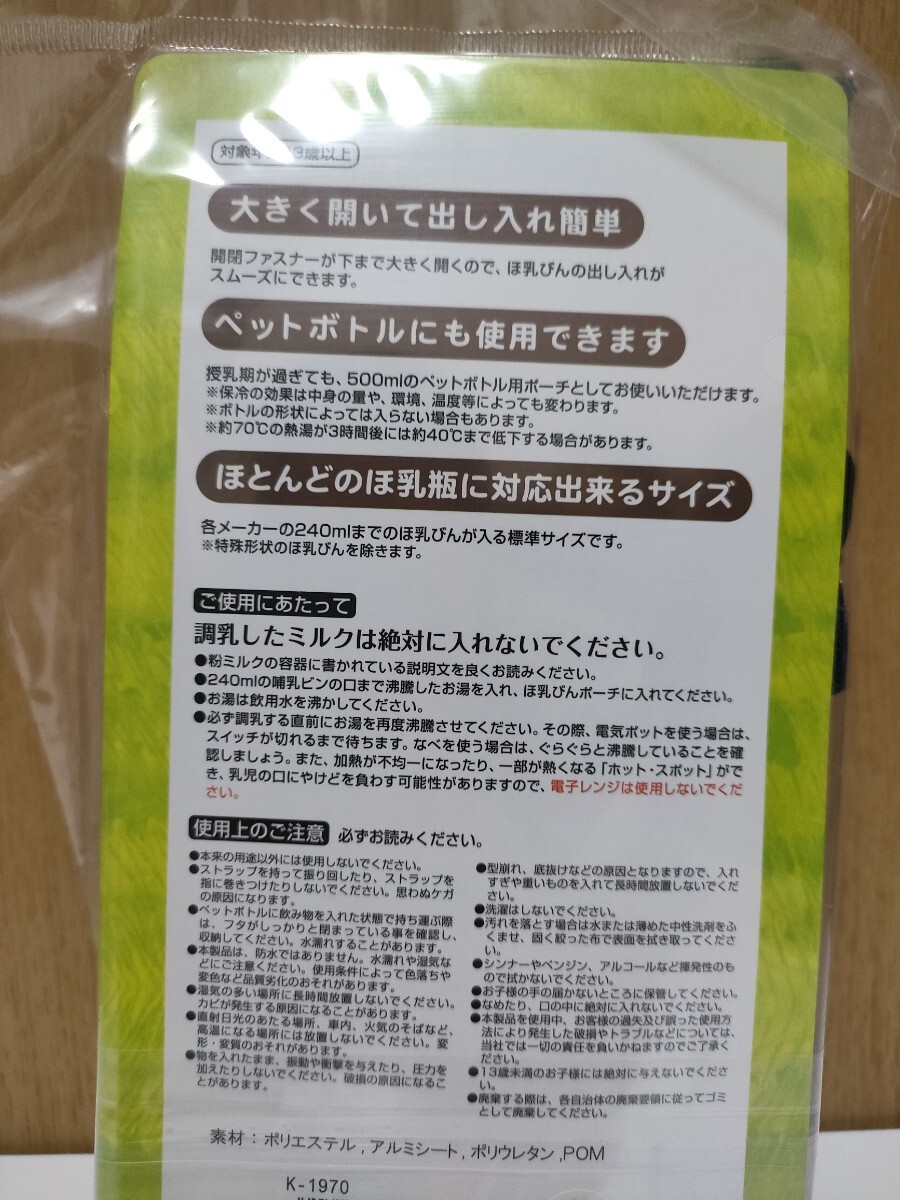 対象 3歳以上
大きく開いて出し入れ簡単
開閉ファスナーが下まで大きく開くので、ほ乳びんの出し入れが
スムーズにできます。
ペットボトルにも使用できます
授乳期が過ぎても、500mlのペットボトル用ポーチとしてお使いいただけます。
※保冷の効果は中身の量や、環境、温度等によっても変わります。
※ボトルの形状によっては入らない場合もあります。
※約70℃の熱湯が3時間後には約40℃まで低下する場合があります。
ほとんどのほ乳瓶に対応出来るサイズ
各メーカーの240mlまでのほ乳びんが入る標準サイズです。
※特殊形状のほ乳びんを除きます。
ご使用にあたって
調乳したミルクは絶対に入れないでください。
●粉ミルクの容器に書かれている説明文を良くお読みください。
●240mlの哺乳ビンの口まで沸騰したお湯を入れ、ほ乳びんポーチに入れてください。
●お湯は飲用水を沸かしてください。
●必ず調乳する直前にお湯を再度沸騰させてください。その際、電気ポットを使う場合は、
スイッチが切れるまで待ちます。なべを使う場合は、ぐらぐらと沸騰していることを確
認しましょう。また、加熱が不均一になったり、一部が熱くなる「ホット・スポット」がで
き、乳児の口にやけどを負わす可能性がありますので、電子レンジは使用しないでくだ
さい。
使用上のご注意 必ずお読みください。
●本来の用途以外には使用しないでください。
●ストラップを持って振り回したり、ストラップを
指に巻きつけたりしないでください。思わぬケガ
の原因になります。
●ペットボトルに飲み物を入れた状態で持ち運ぶ際
は、フタがしっかりと閉まっている事を確認し、
収納してください。水濡れすることがあります。
●本製品は、防水ではありません。水濡れや湿気な
どにご注意ください。使用条件によって色落ちや
変色など品質劣化のおそれがあります。
●湿気の多い場所に長時間放置しないでください。
カビが発生する原因になることがあります。
●直射日光のあたる場所、車内、火気のそばなど、
高温になる場所には放置しないでください。変
形・変質のおそれがあります。
●物を入れたまま、振動や衝撃を与えたり、圧力を
加えたりしないでください。破損の原因になるこ
とがあります。
●型崩れ、底抜けなどの原因となりますので、入れ
すぎや重いものを入れて長時間放置しないでくだ
さい。
●洗濯はしないでください。
●汚れを落とす場合は水または薄めた中性洗剤をふ
くませ、固く絞った布で表面を拭き取ってくださ
い。
●シンナーやベンジン、アルコールなど揮発性のも
ので拭かないでください。
●お子様の手の届かないところに保管してください。
●なめたり、口の中に絶対に入れないでください。
●本製品を使用中、お客様の過失及び誤った使用方
法により発生した破損やトラブルなどについては、
当社では一切の責任を負いかねますのでご了承く
ださい。
●13歳未満のお子様には絶対に与えないでくださ
い。
●廃棄する際は、各自治体の廃棄要領に従ってゴミ
として廃棄してください。
素材：ポリエステル,アルミシート,ポリウレタン,POM
K-1970